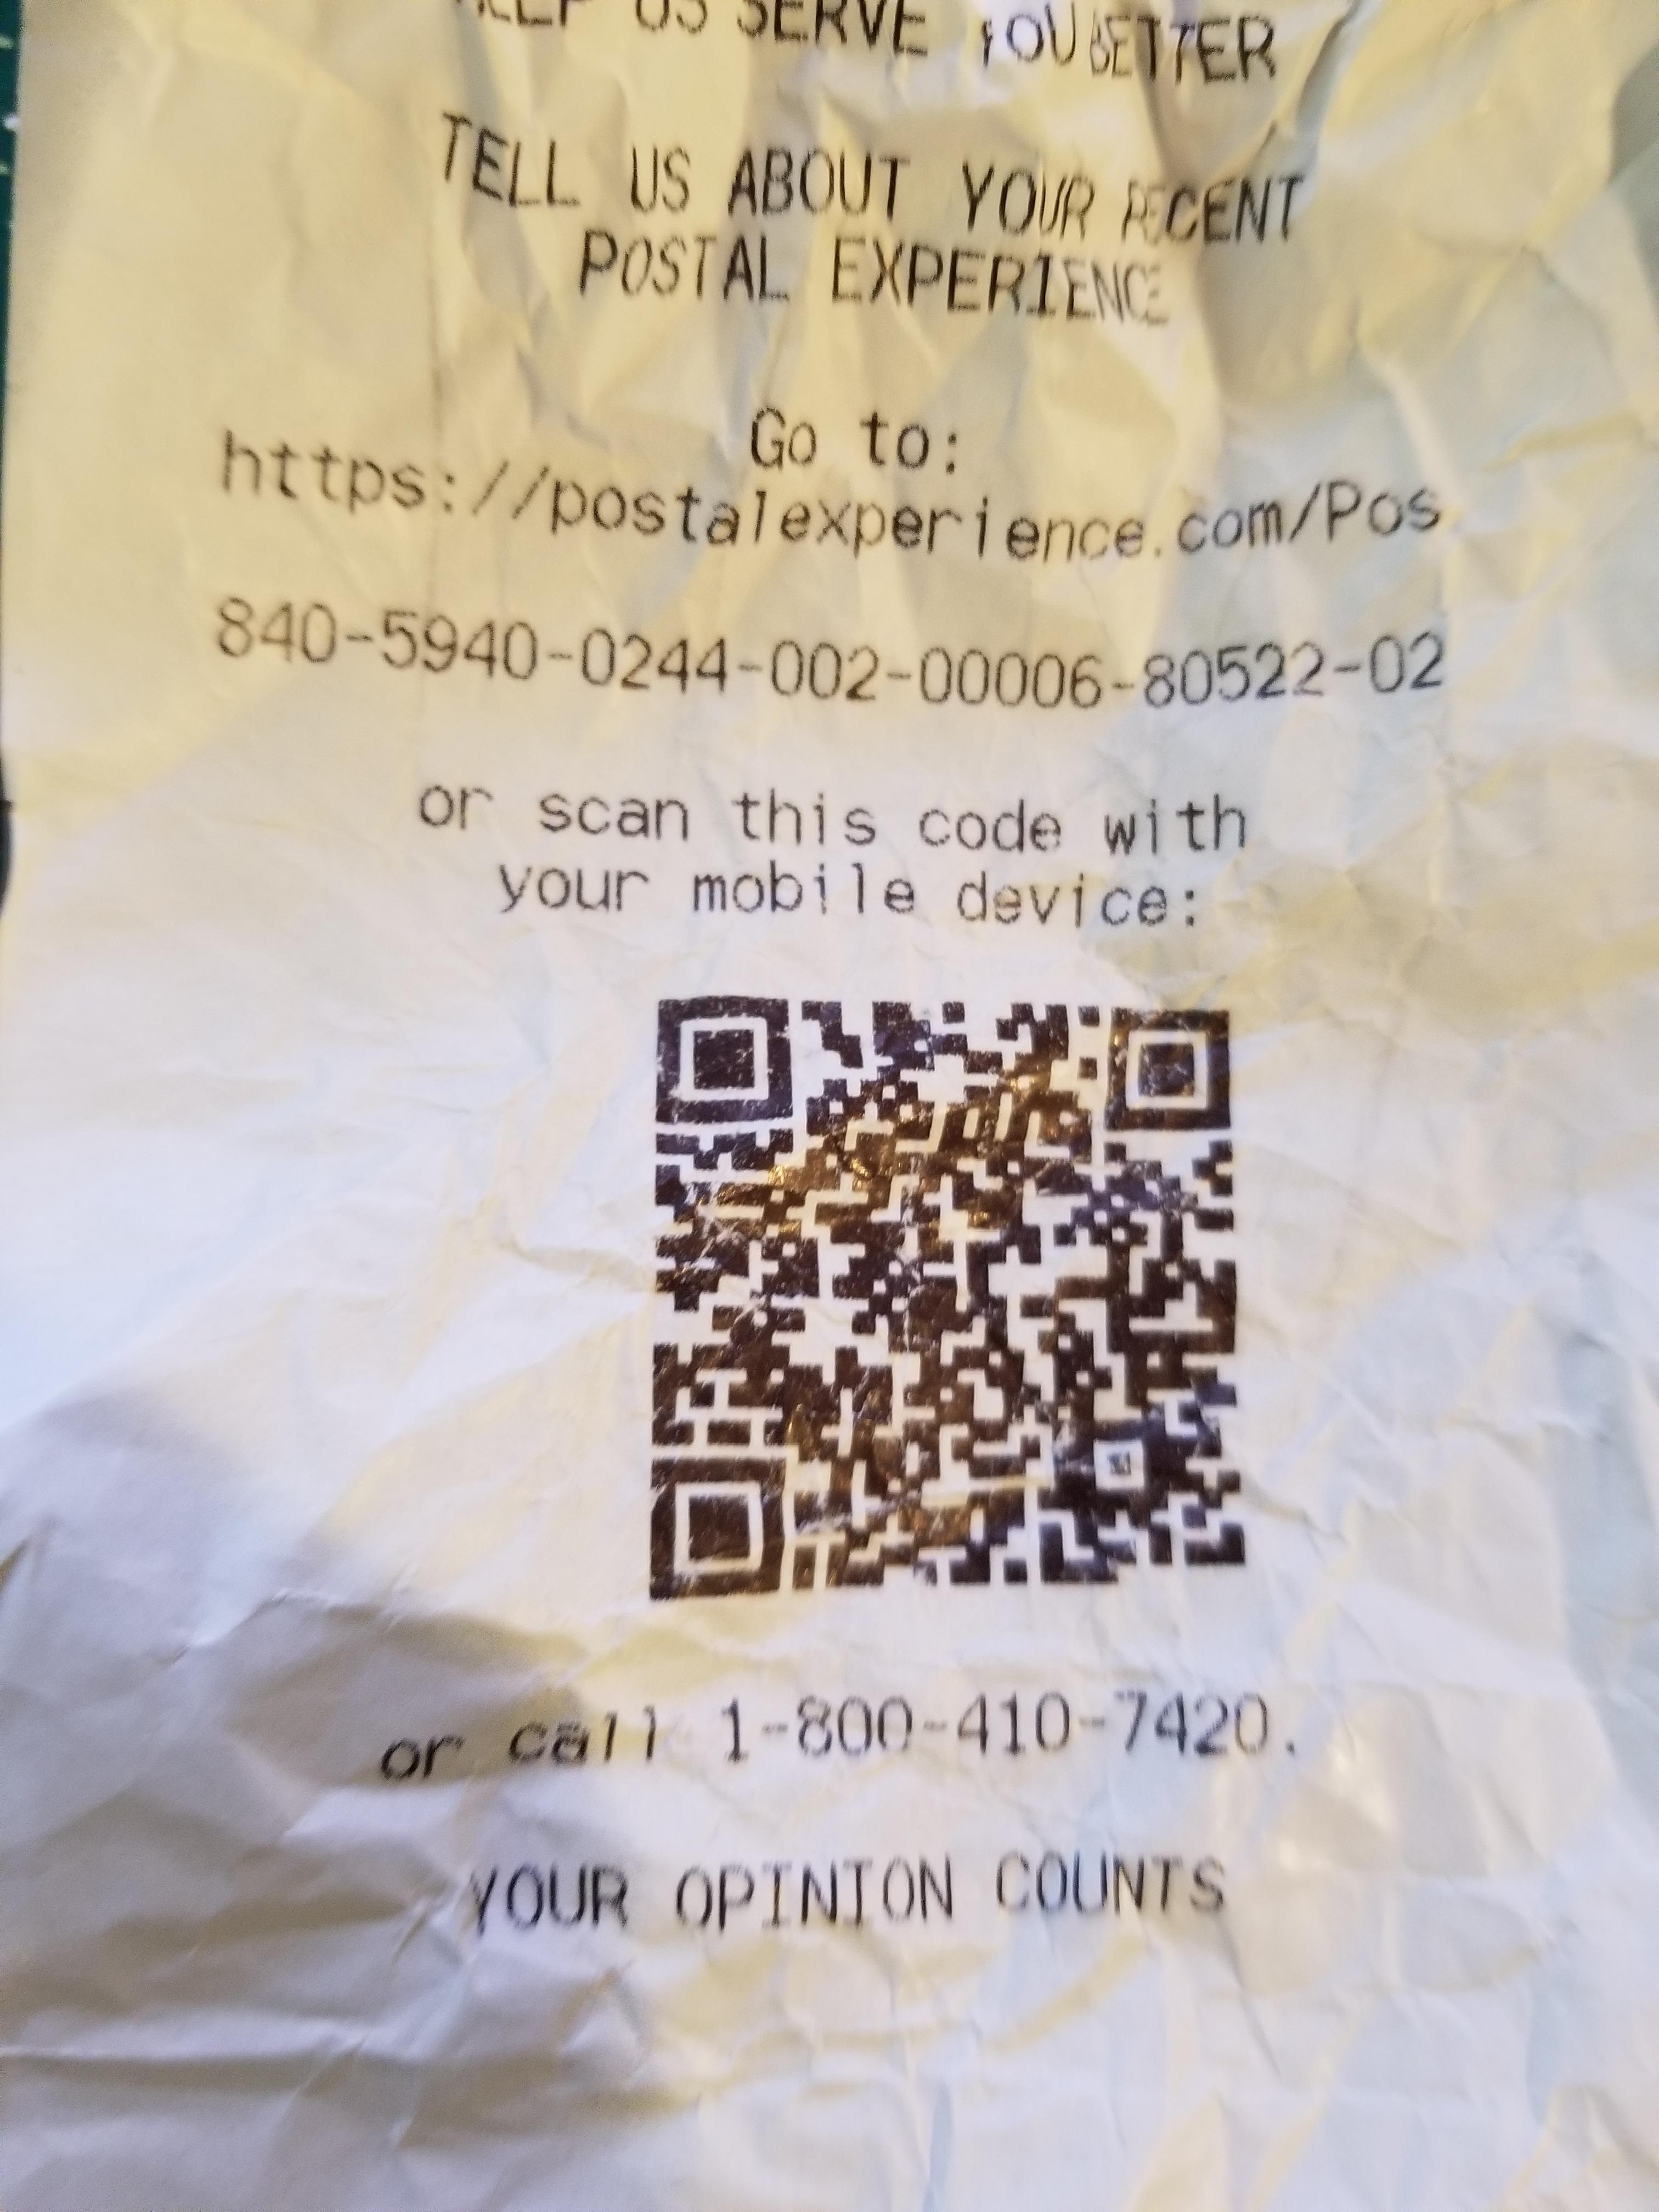 HELP US SERVE YOU BETTER
TELL US ABOUT YOUR RECENT
POSTAL EXPERIENCE
Go to:
https://postalexperience.com/Pos
840-5940-0244-002-00006-80522-02
or scan this code with
your mobile device:
or call 1-800-410-7420.
YOUR OPINION COUNTS